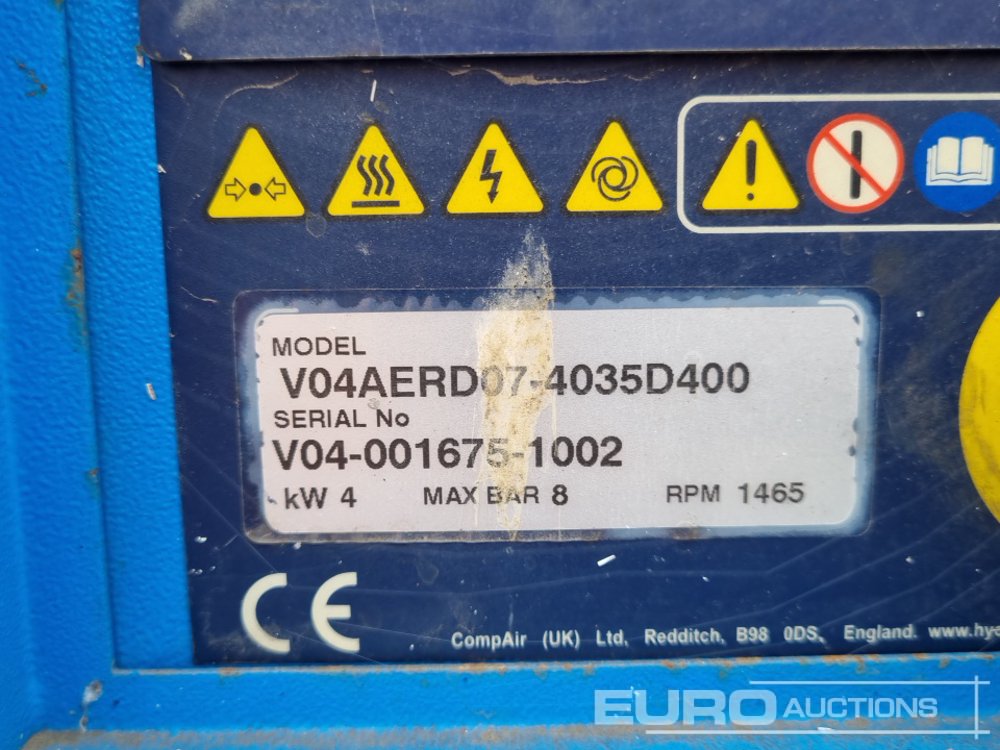 MODEL
V04AERD07-4035D400
SERIAL No
V04-001675-1002
kW 4 MAX BAR 8 RPM 1465
CE
CompAir (UK) Ltd, Redditch, B98 0DS, England. www.hy
EURO AUCTIONS